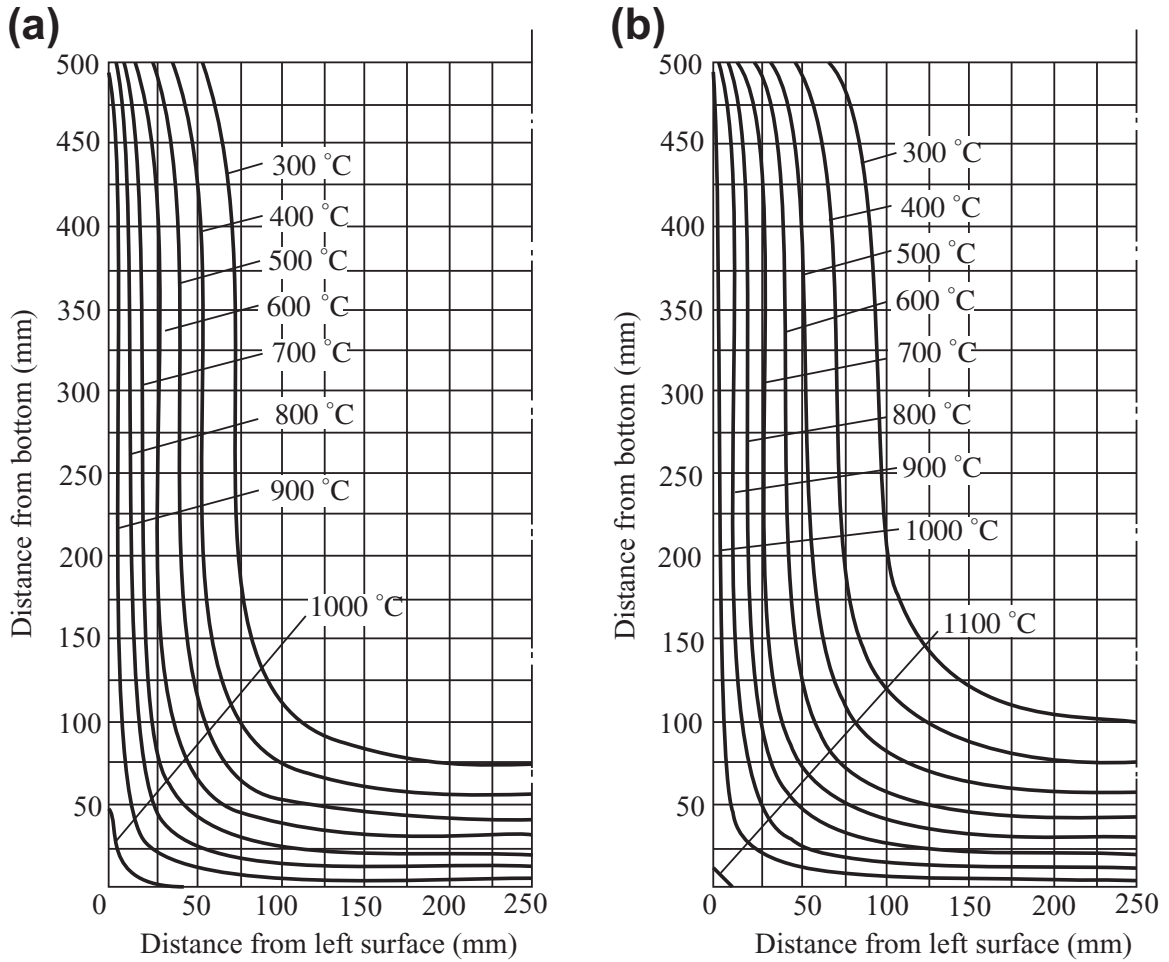 (a)
500
450
400
350
300
250
200
150
100
50
0
50
100
150
200
250
Distance from bottom (mm)
Distance from left surface (mm)
300 °C
400 °C
500 °C
600 °C
700 °C
800 °C
900 °C
1000 °C
(b)
500
450
400
350
300
250
200
150
100
50
0
50
100
150
200
250
Distance from bottom (mm)
Distance from left surface (mm)
300 °C
400 °C
500 °C
600 °C
700 °C
800 °C
900 °C
1000 °C
1100 °C